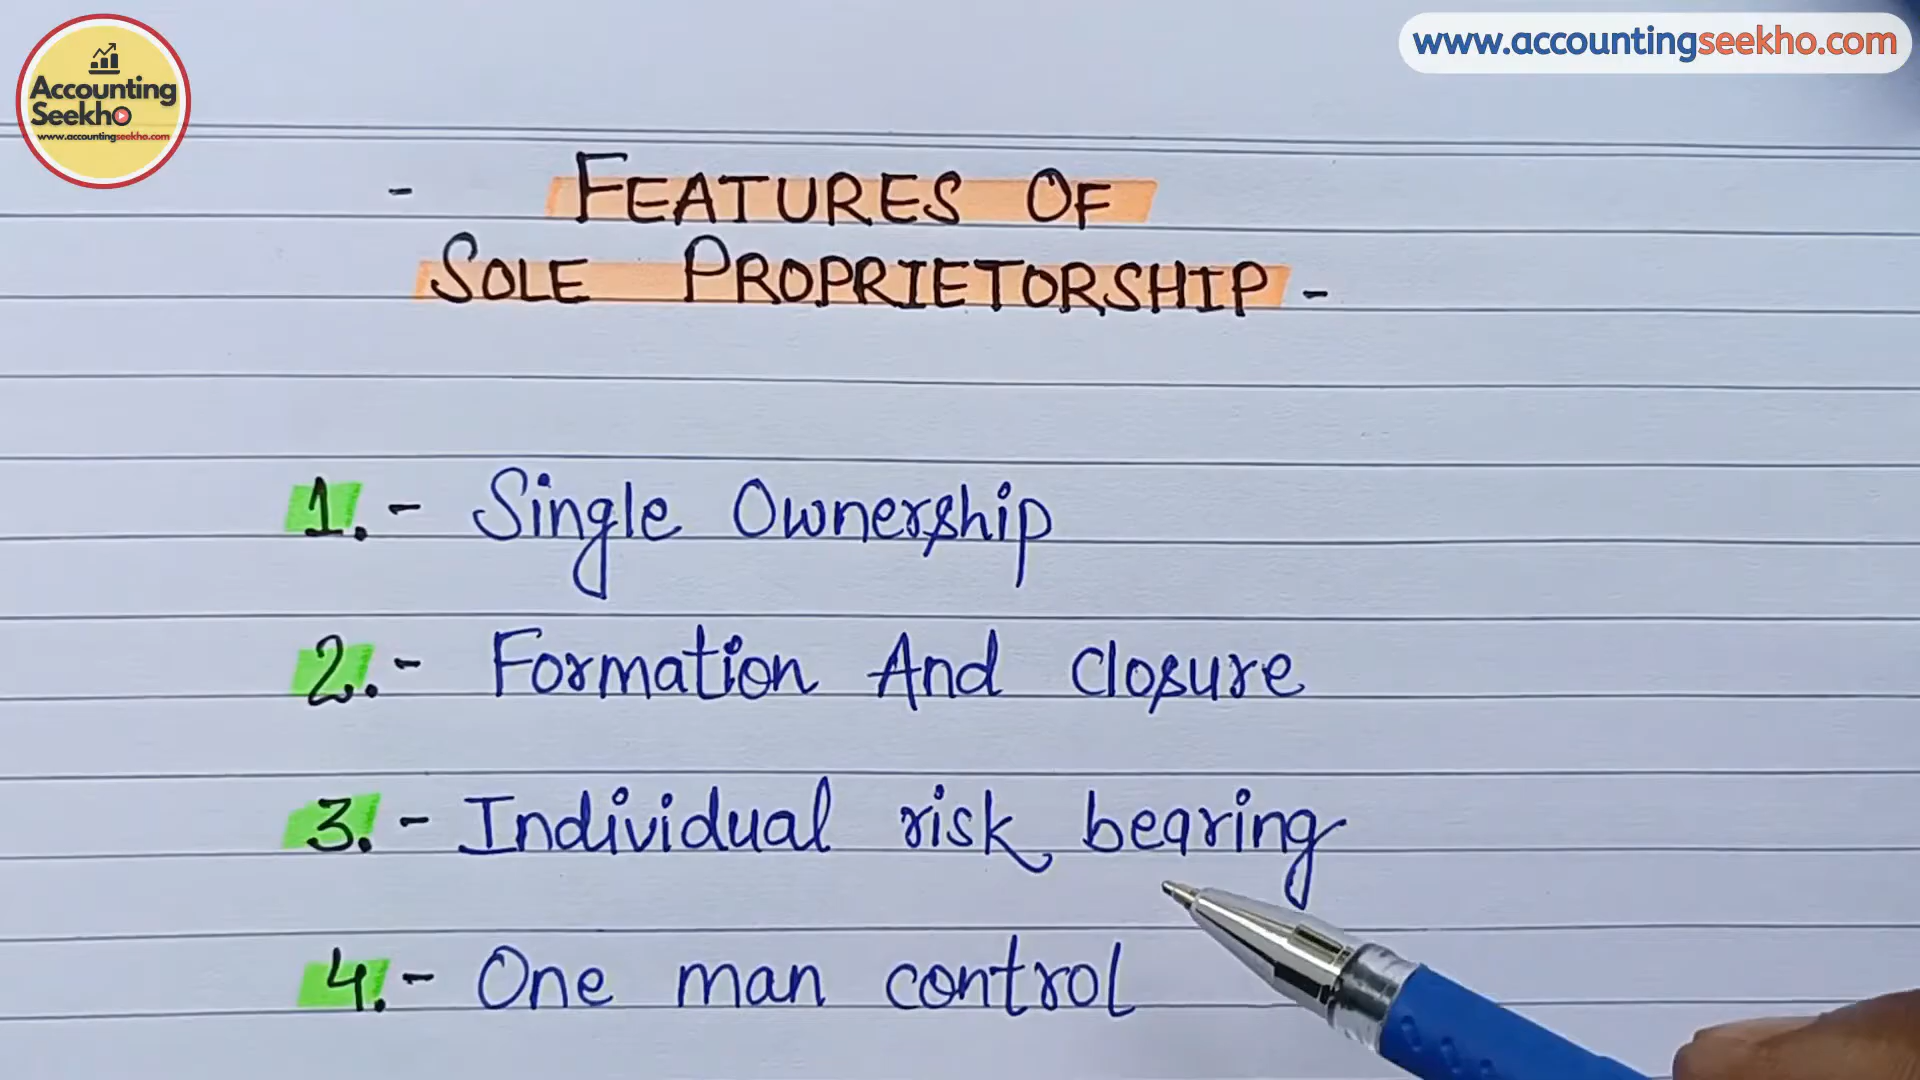 Accounting
Seekho
www.accountingseekho.com
www.accountingseekho.com
- FEATURES OF
SOLE PROPRIETORSHIP -
1. - Single Ownership
2. - Formation And closure
3. - Individual risk bearing
4. - One man control